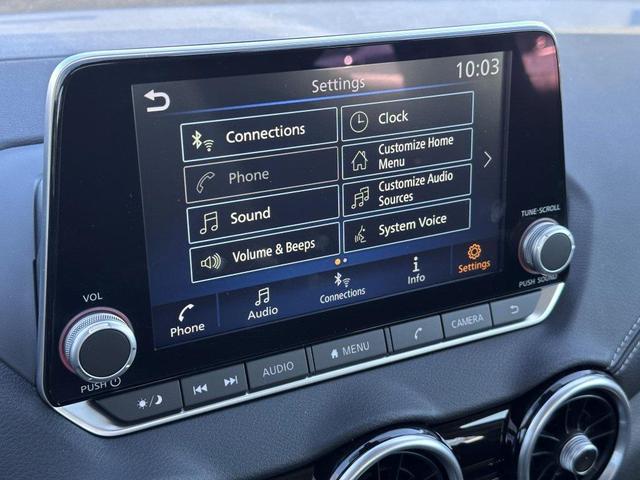 10:03
Settings
Connections
Clock
Phone
Customize Home
Menu
Sound
Customize Audio
Sources
Volume & Beeps
System Voice
Phone
Audio
Connections
Info
Settings
VOL
PUSH
TUNE·SCROLL
PUSH SOUND
AUDIO
MENU
CAMERA